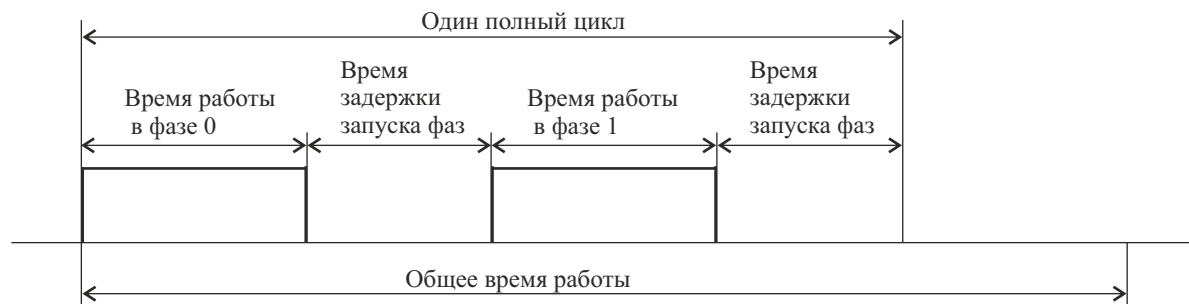 Один полный цикл
Время работы
в фазе 0
Время
задержки
запуска фаз
Время работы
в фазе 1
Время
задержки
запуска фаз
Общее время работы